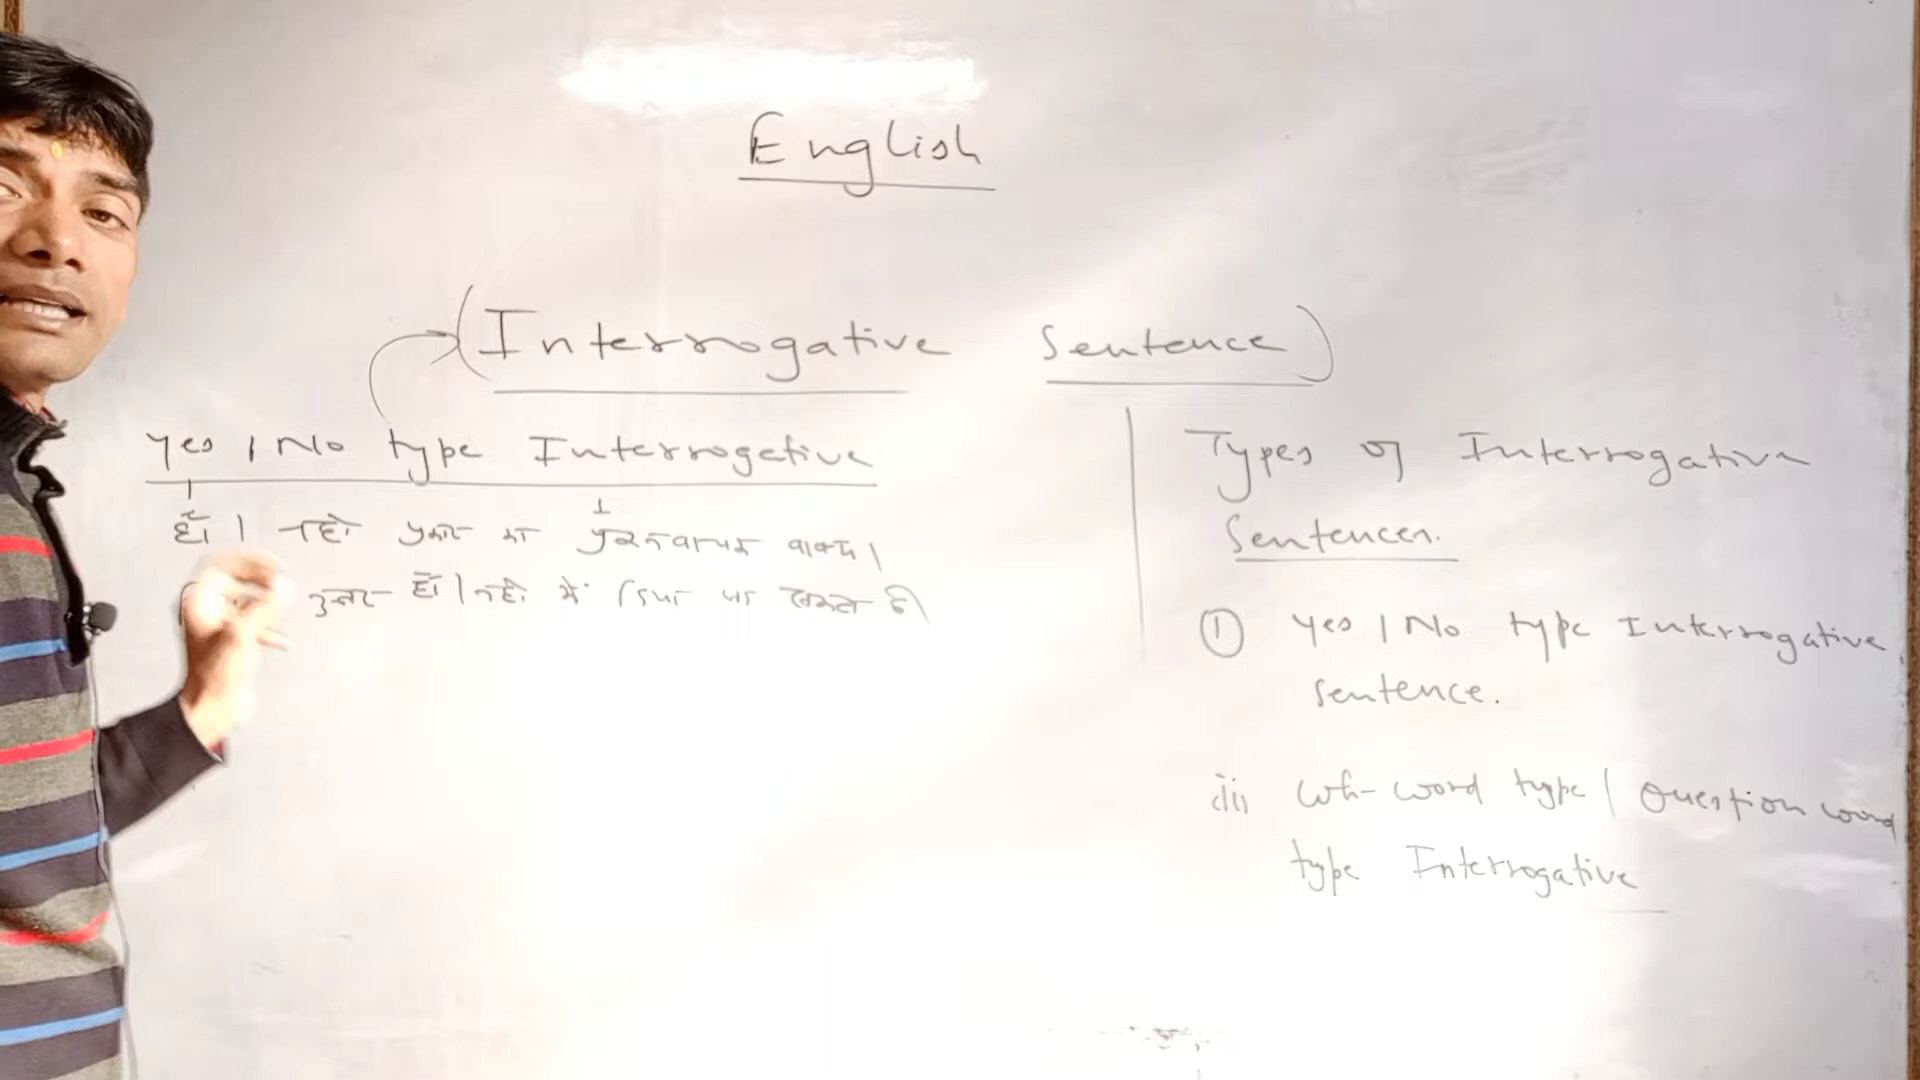 English
(Interrogative Sentence)
Yes / No type Interrogative
हाँ / नहीं प्रकार का प्रश्नवाचक वाक्य।
उत्तर हाँ / नहीं में दिया जा सकता है।
Types of Interrogative
Sentences.
① Yes / No type Interrogative
sentence.
(ii) Wh-word type / Question word
type Interrogative